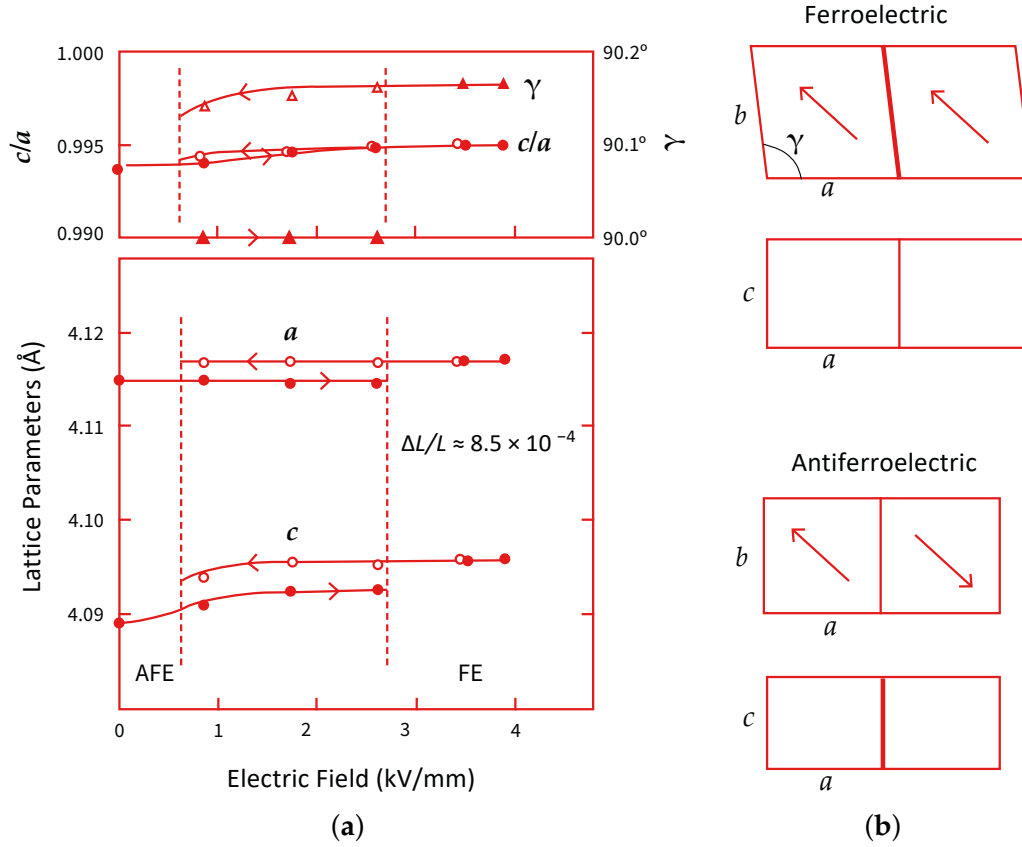 1.000
0.995
0.990
c/a
γ
c/a
90.2°
90.1°
90.0°
γ
4.12
4.11
4.10
4.09
Lattice Parameters (Å)
a
ΔL/L ≈ 8.5 × 10 −4
c
AFE
FE
0
1
2
3
4
Electric Field (kV/mm)
(a)
Ferroelectric
b
γ
a
c
a
Antiferroelectric
b
a
c
a
(b)